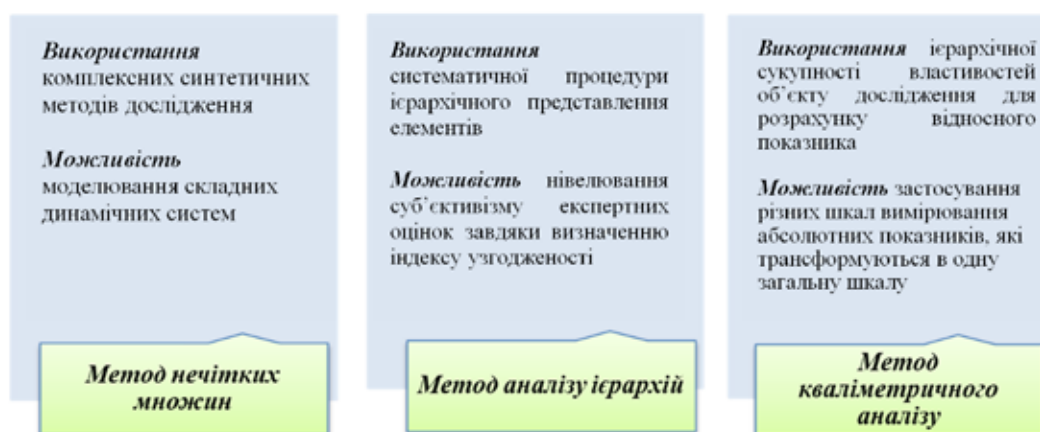 Використання
комплексних синтетичних
методів дослідження
Можливість
моделювання складних
динамічних систем
Метод нечітких
множин
Використання
систематичної процедури
ієрархічного представлення
елементів
Можливість нівелювання
суб'єктивізму експертних
оцінок завдяки визначенню
індексу узгодженості
Метод аналізу ієрархій
Використання ієрархічної
сукупності властивостей
об'єкту дослідження для
розрахунку відносного
показника
Можливість застосування
різних шкал вимірювання
абсолютних показників, які
трансформуються в одну
загальну шкалу
Метод
кваліметричного
аналізу